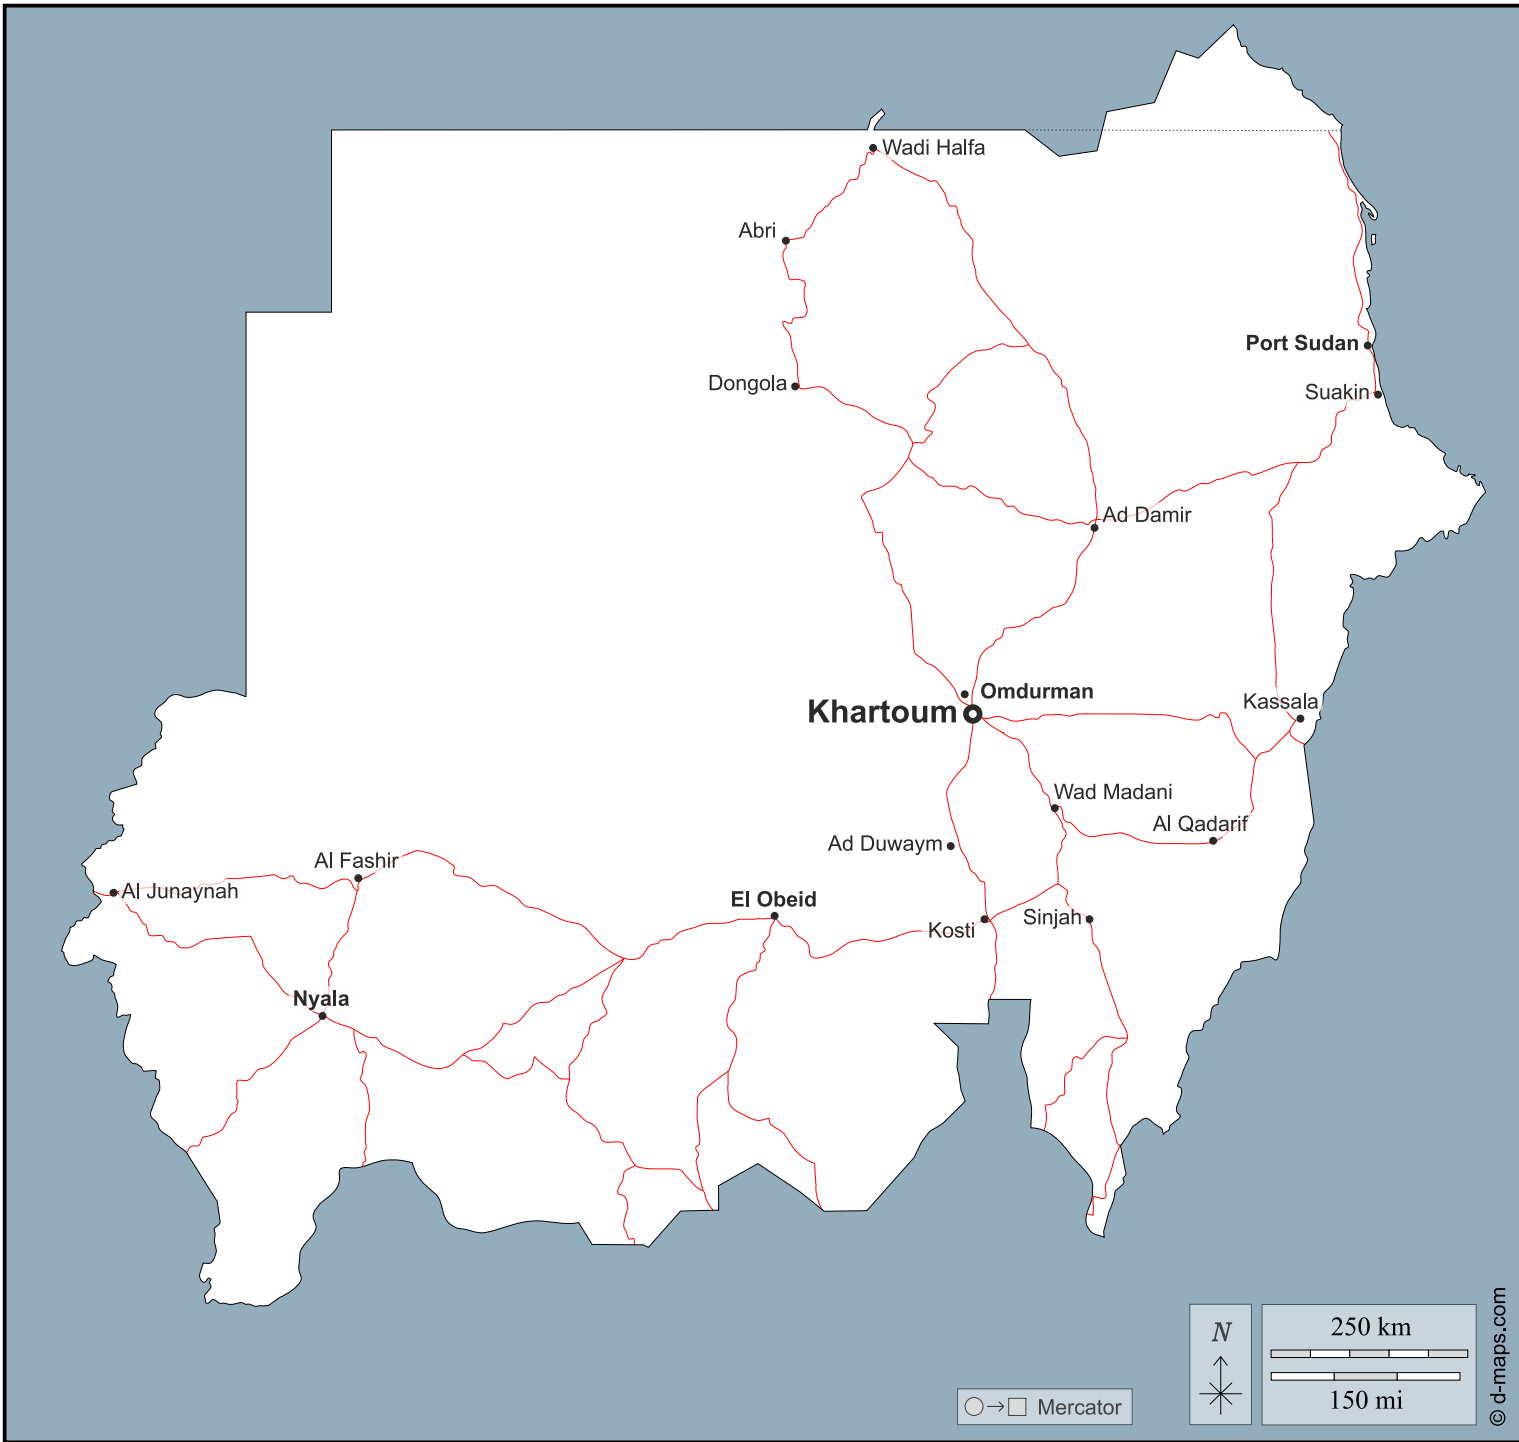 Wadi Halfa
Abri
Port Sudan
Dongola
Suakin
Ad Damir
Omdurman
Khartoum
Kassala
Wad Madani
Al Qadarif
Ad Duwaym
Al Fashir
Al Junaynah
El Obeid
Kosti
Sinjah
Nyala
N
250 km
150 mi
Mercator
© d-maps.com